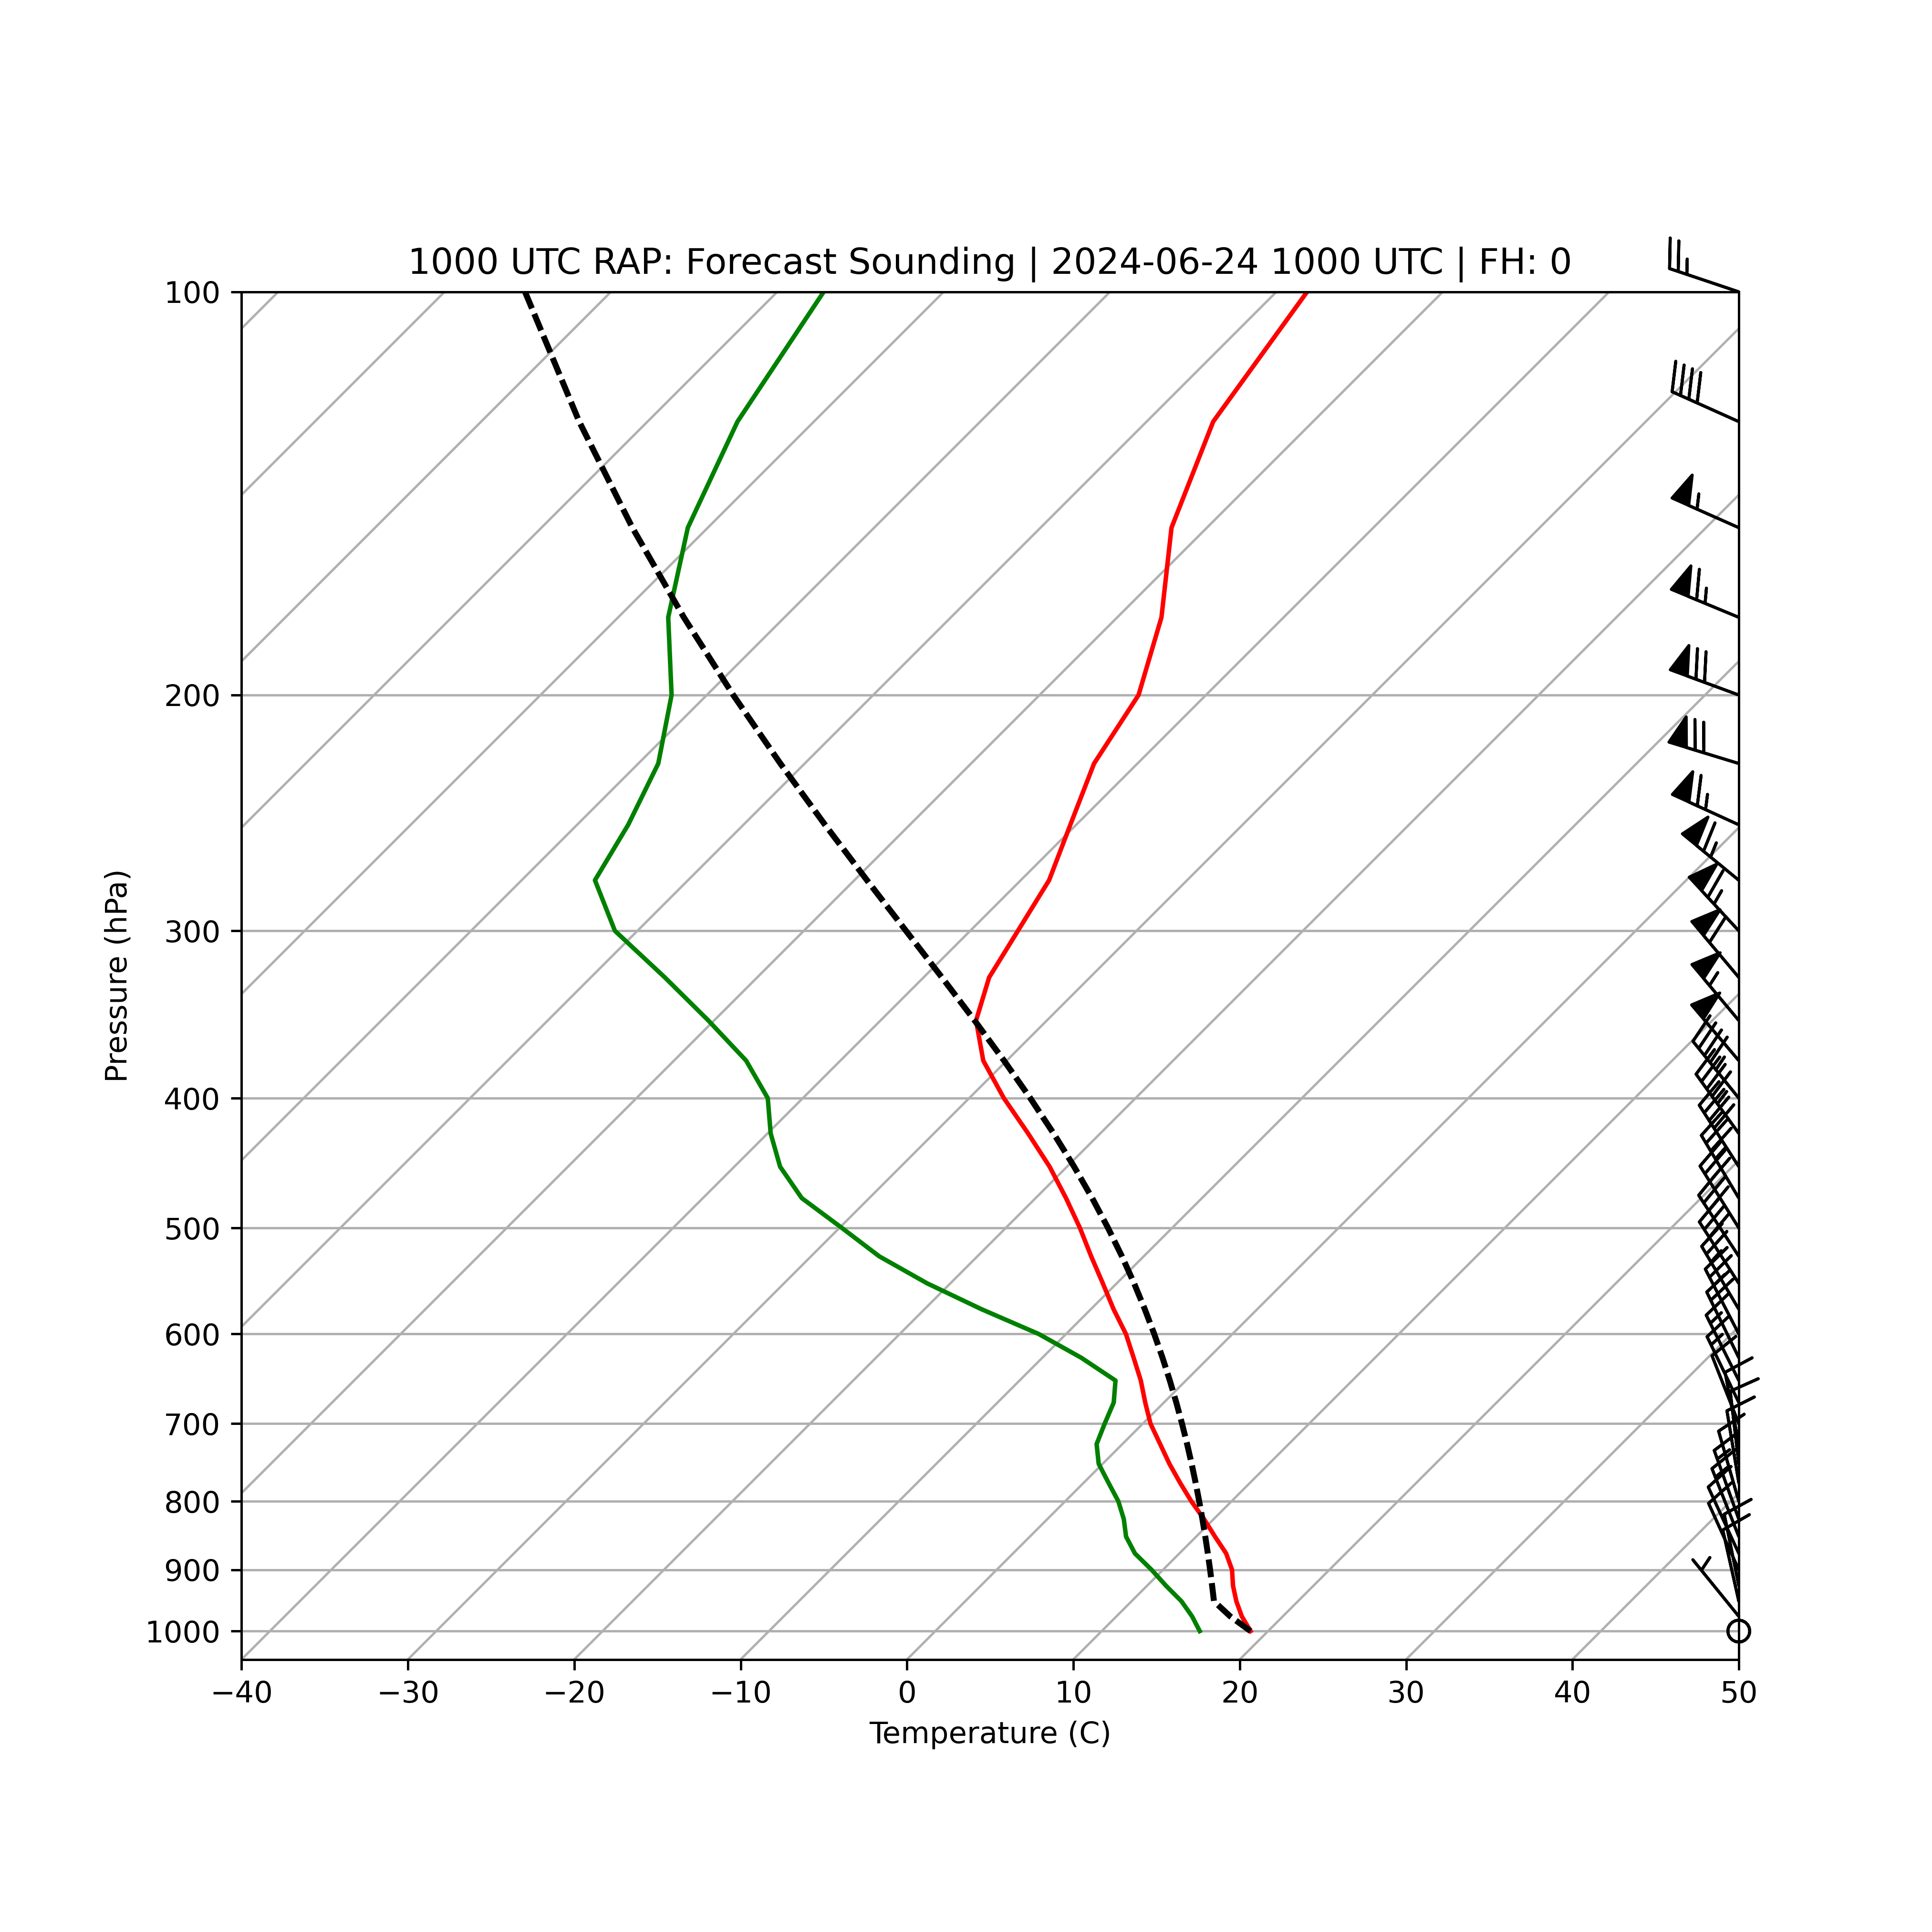 1000 UTC RAP: Forecast Sounding | 2024-06-24 1000 UTC | FH: 0
100
200
300
400
500
600
700
800
900
1000
Pressure (hPa)
−40 −30 −20 −10 0 10 20 30 40 50
Temperature (C)